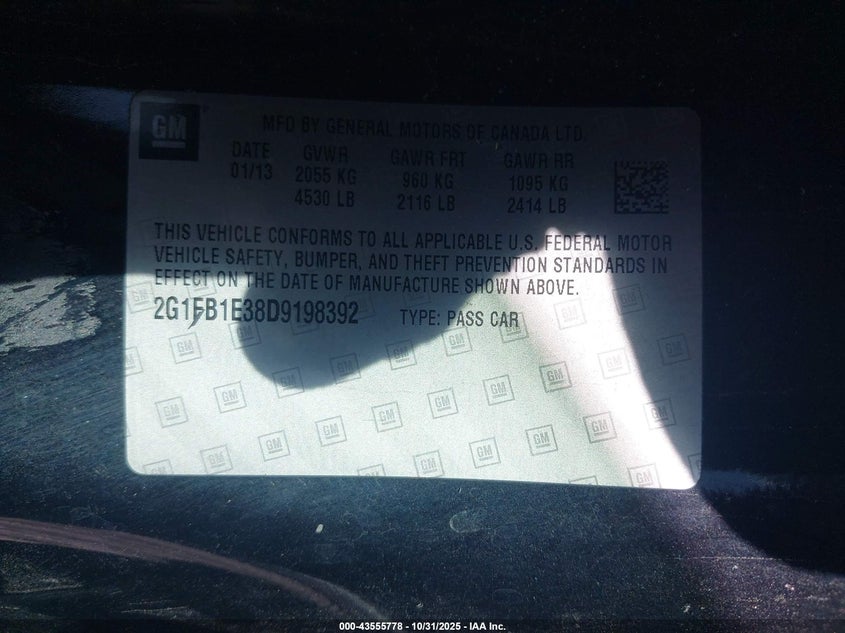 GM
MFD BY GENERAL MOTORS OF CANADA LTD.
DATE GVWR GAWR FRT GAWR RR
01/13 2055 KG 960 KG 1095 KG
4530 LB 2116 LB 2414 LB
THIS VEHICLE CONFORMS TO ALL APPLICABLE U.S. FEDERAL MOTOR
VEHICLE SAFETY, BUMPER, AND THEFT PREVENTION STANDARDS IN
EFFECT ON THE DATE OF MANUFACTURE SHOWN ABOVE.
2G1FB1E38D9198392 TYPE: PASS CAR
000-43555778 - 10/31/2025 - IAA Inc.